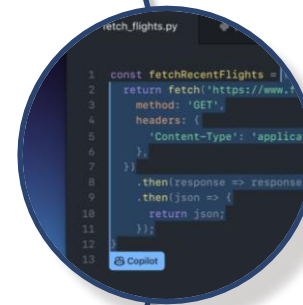 fetch_flights.py
1 const fetchRecentFlights =
2 return fetch('https://www.f
3 method: 'GET',
4 headers: {
5 'Content-Type': 'applica
6 },
7 })
8 .then(response => response
9 .then(json => {
10 return json;
11 });
12 }
13 Copilot